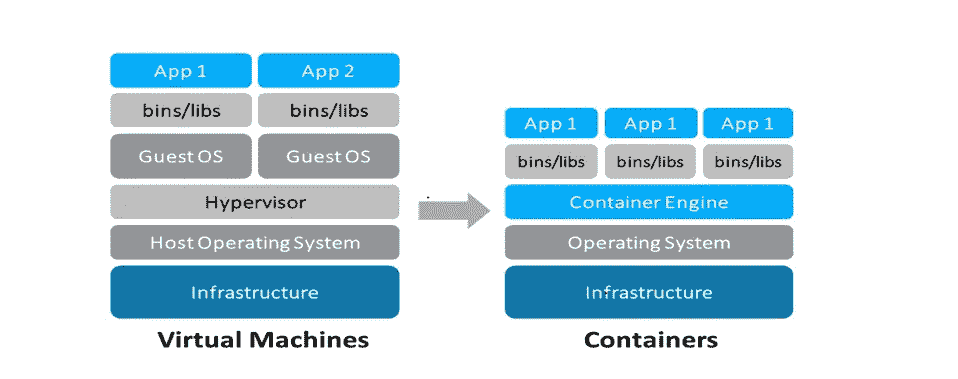 App 1
App 2
bins/libs
bins/libs
Guest OS
Guest OS
Hypervisor
Host Operating System
Infrastructure
Virtual Machines
App 1
App 1
App 1
bins/libs
bins/libs
bins/libs
Container Engine
Operating System
Infrastructure
Containers